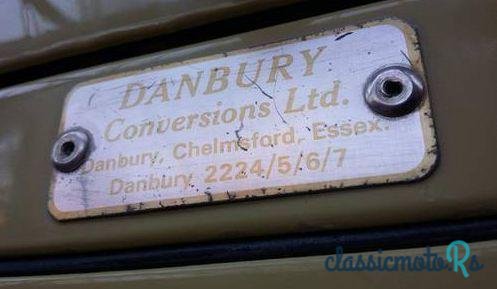 DANBURY
Conversions Ltd.
Danbury, Chelmsford, Essex.
Danbury 2224/5/6/7
classicmotoRs